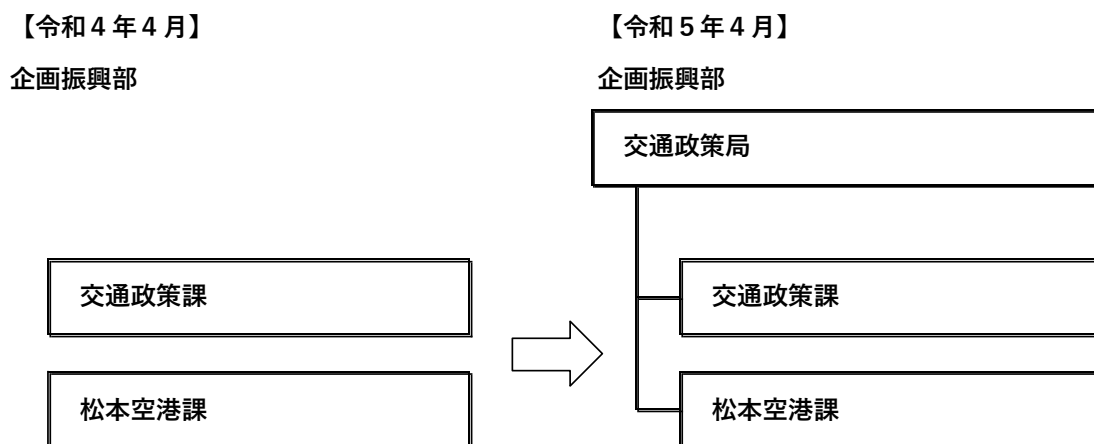 【令和4年4月】
企画振興部
交通政策課
松本空港課
【令和5年4月】
企画振興部
交通政策局
交通政策課
松本空港課